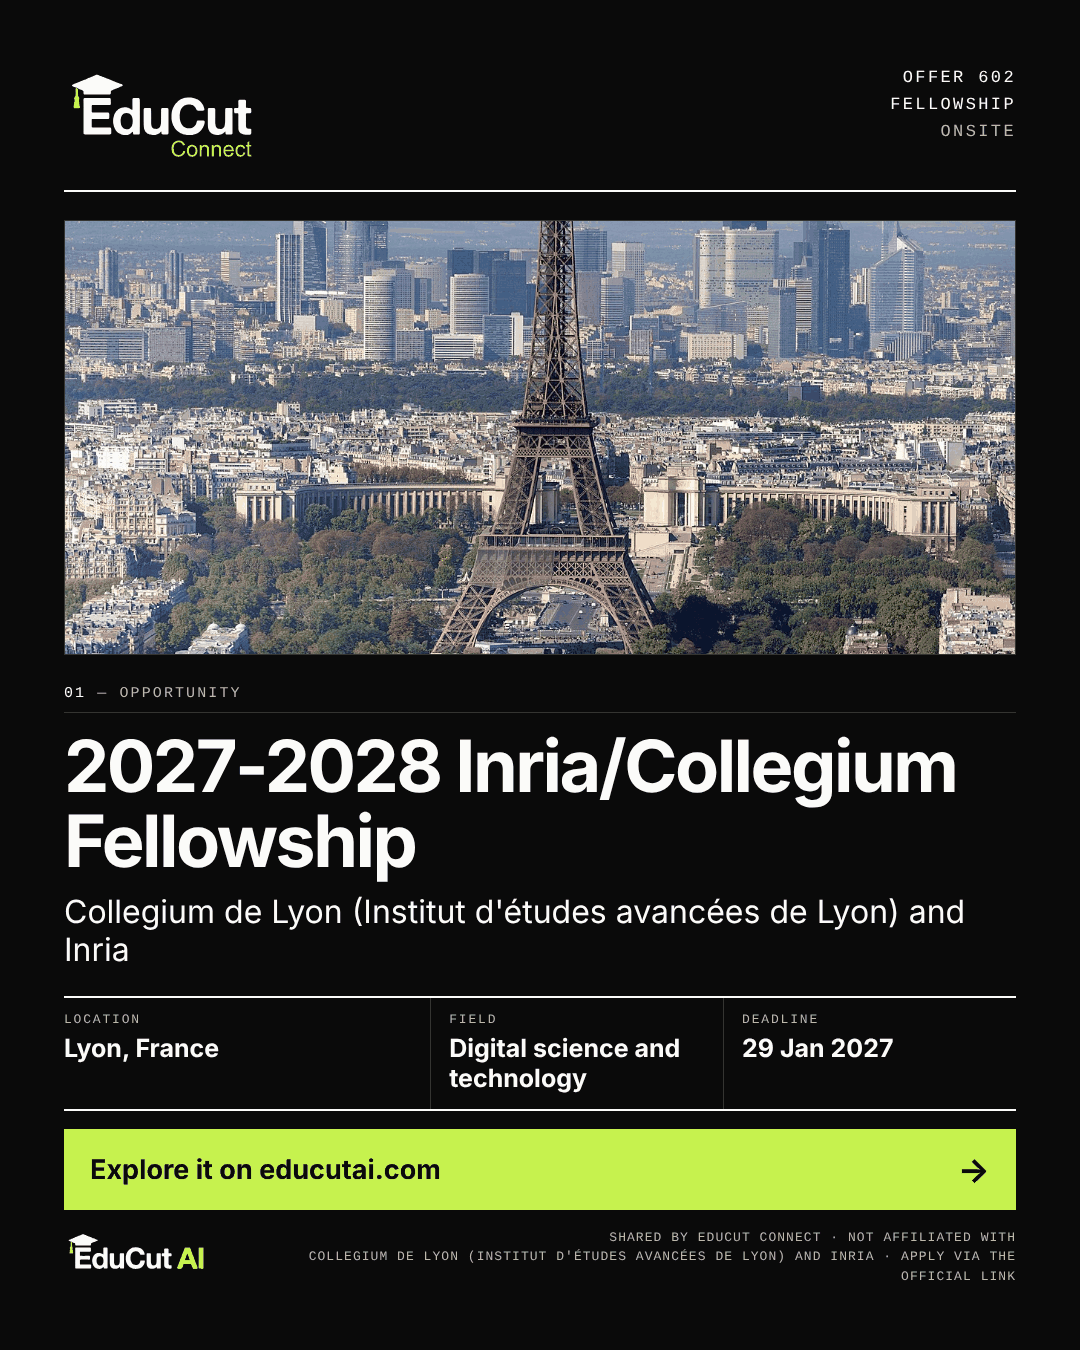 EduCut
Connect
OFFER 602
FELLOWSHIP
ONSITE
01 — OPPORTUNITY
2027-2028 Inria/Collegium
Fellowship
Collegium de Lyon (Institut d'études avancées de Lyon) and
Inria
LOCATION
Lyon, France
FIELD
Digital science and
technology
DEADLINE
29 Jan 2027
Explore it on educutai.com →
EduCut AI
SHARED BY EDUCUT CONNECT · NOT AFFILIATED WITH
COLLEGIUM DE LYON (INSTITUT D'ÉTUDES AVANCÉES DE LYON) AND INRIA · APPLY VIA THE
OFFICIAL LINK